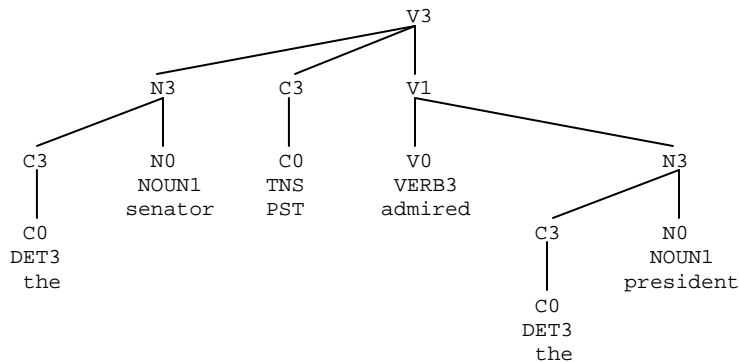 V3
N3 C3 V1
C3 N0 C0 V0 N3
NOUN1 TNS VERB3
senator PST admired
C0 C3 N0
DET3 NOUN1
the president
C0
DET3
the